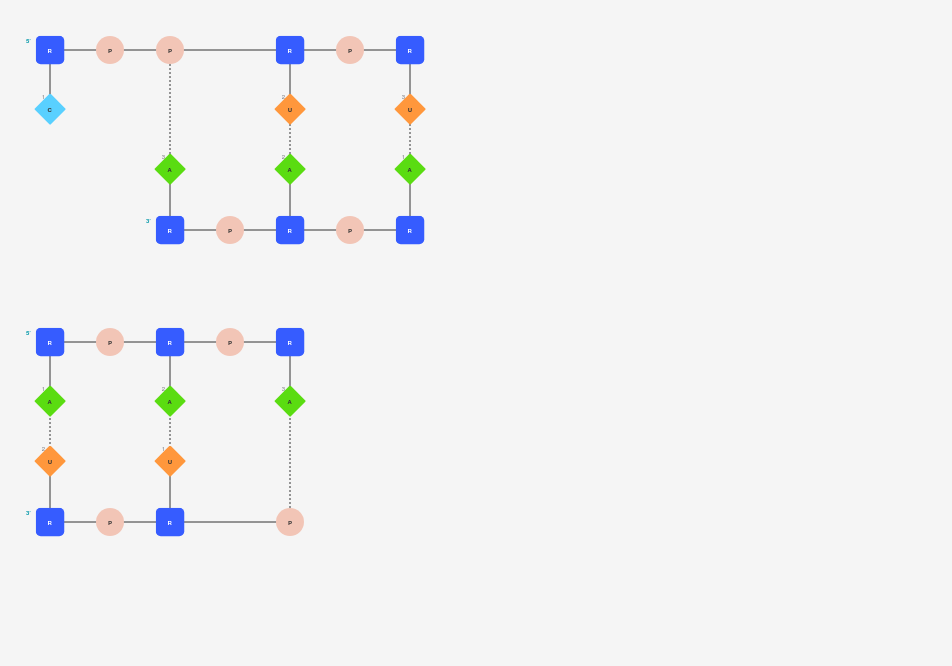 5'
R P P R P R
1 2 3
C U U
3 2 1
A A A
3'
R P R P R
5'
R P R P R
1 2 3
A A A
2 1
U U
3'
R P R P